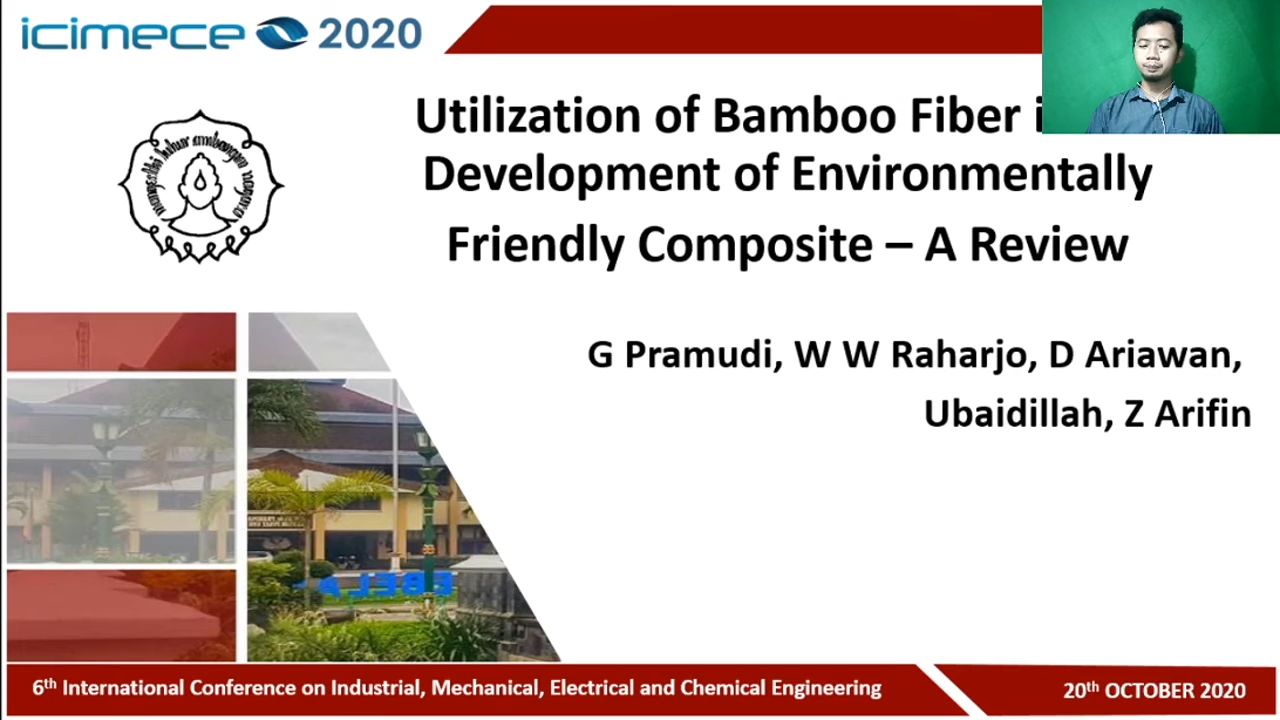 icimece 2020
Utilization of Bamboo Fiber
Development of Environmentally
Friendly Composite – A Review
G Pramudi, W W Raharjo, D Ariawan,
Ubaidillah, Z Arifin
6th International Conference on Industrial, Mechanical, Electrical and Chemical Engineering
20th OCTOBER 2020